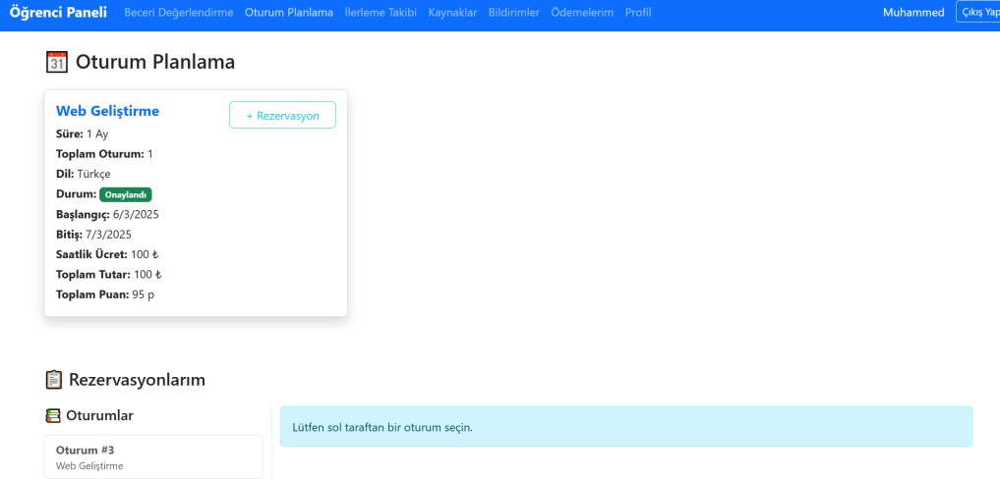 Öğrenci Paneli Beceri Değerlendirme Oturum Planlama İlerleme Takibi Kaynaklar Bildirimler Ödemelerim Profil Muhammed Çıkış Yap
31 Oturum Planlama
Web Geliştirme + Rezervasyon
Süre: 1 Ay
Toplam Oturum: 1
Dil: Türkçe
Durum: Onaylandı
Başlangıç: 6/3/2025
Bitiş: 7/3/2025
Saatlik Ücret: 100 ₺
Toplam Tutar: 100 ₺
Toplam Puan: 95 p
Rezervasyonlarım
Oturumlar
Lütfen sol taraftan bir oturum seçin.
Oturum #3
Web Geliştirme